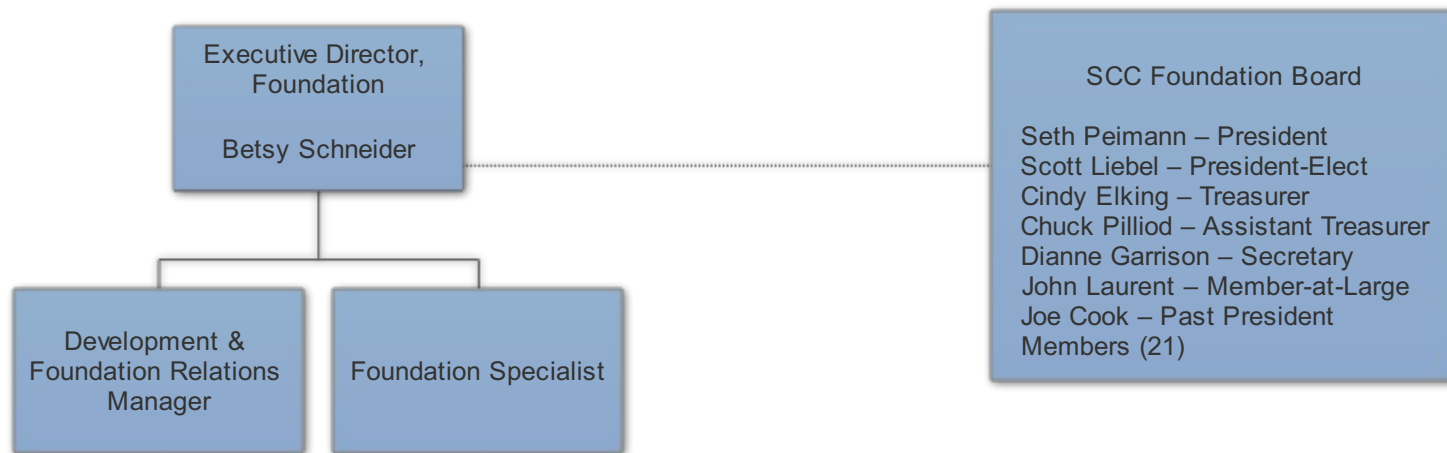 Executive Director,
Foundation
Betsy Schneider
SCC Foundation Board
Seth Peimann – President
Scott Liebel – President-Elect
Cindy Elking – Treasurer
Chuck Pilliod – Assistant Treasurer
Dianne Garrison – Secretary
John Laurent – Member-at-Large
Joe Cook – Past President
Members (21)
Development &
Foundation Relations
Manager
Foundation Specialist